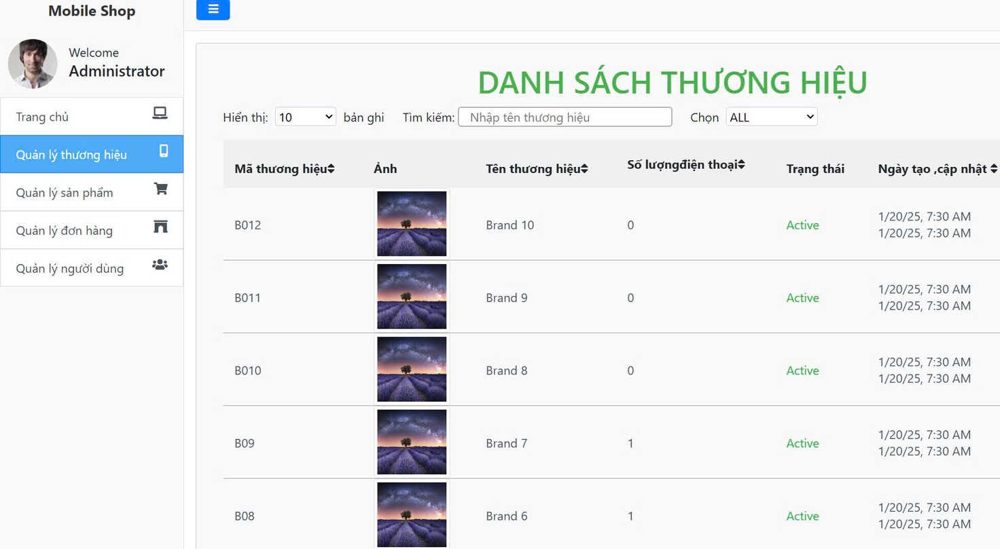 Mobile Shop
Welcome
Administrator
Trang chủ
Quản lý thương hiệu
Quản lý sản phẩm
Quản lý đơn hàng
Quản lý người dùng
DANH SÁCH THƯƠNG HIỆU
Hiển thị: 10 bản ghi Tìm kiếm: Nhập tên thương hiệu Chọn ALL
Mã thương hiệu Ảnh Tên thương hiệu Số lượngđiện thoại Trạng thái Ngày tạo ,cập nhật
B012 Brand 10 0 Active 1/20/25, 7:30 AM
1/20/25, 7:30 AM
B011 Brand 9 0 Active 1/20/25, 7:30 AM
1/20/25, 7:30 AM
B010 Brand 8 0 Active 1/20/25, 7:30 AM
1/20/25, 7:30 AM
B09 Brand 7 1 Active 1/20/25, 7:30 AM
1/20/25, 7:30 AM
B08 Brand 6 1 Active 1/20/25, 7:30 AM
1/20/25, 7:30 AM